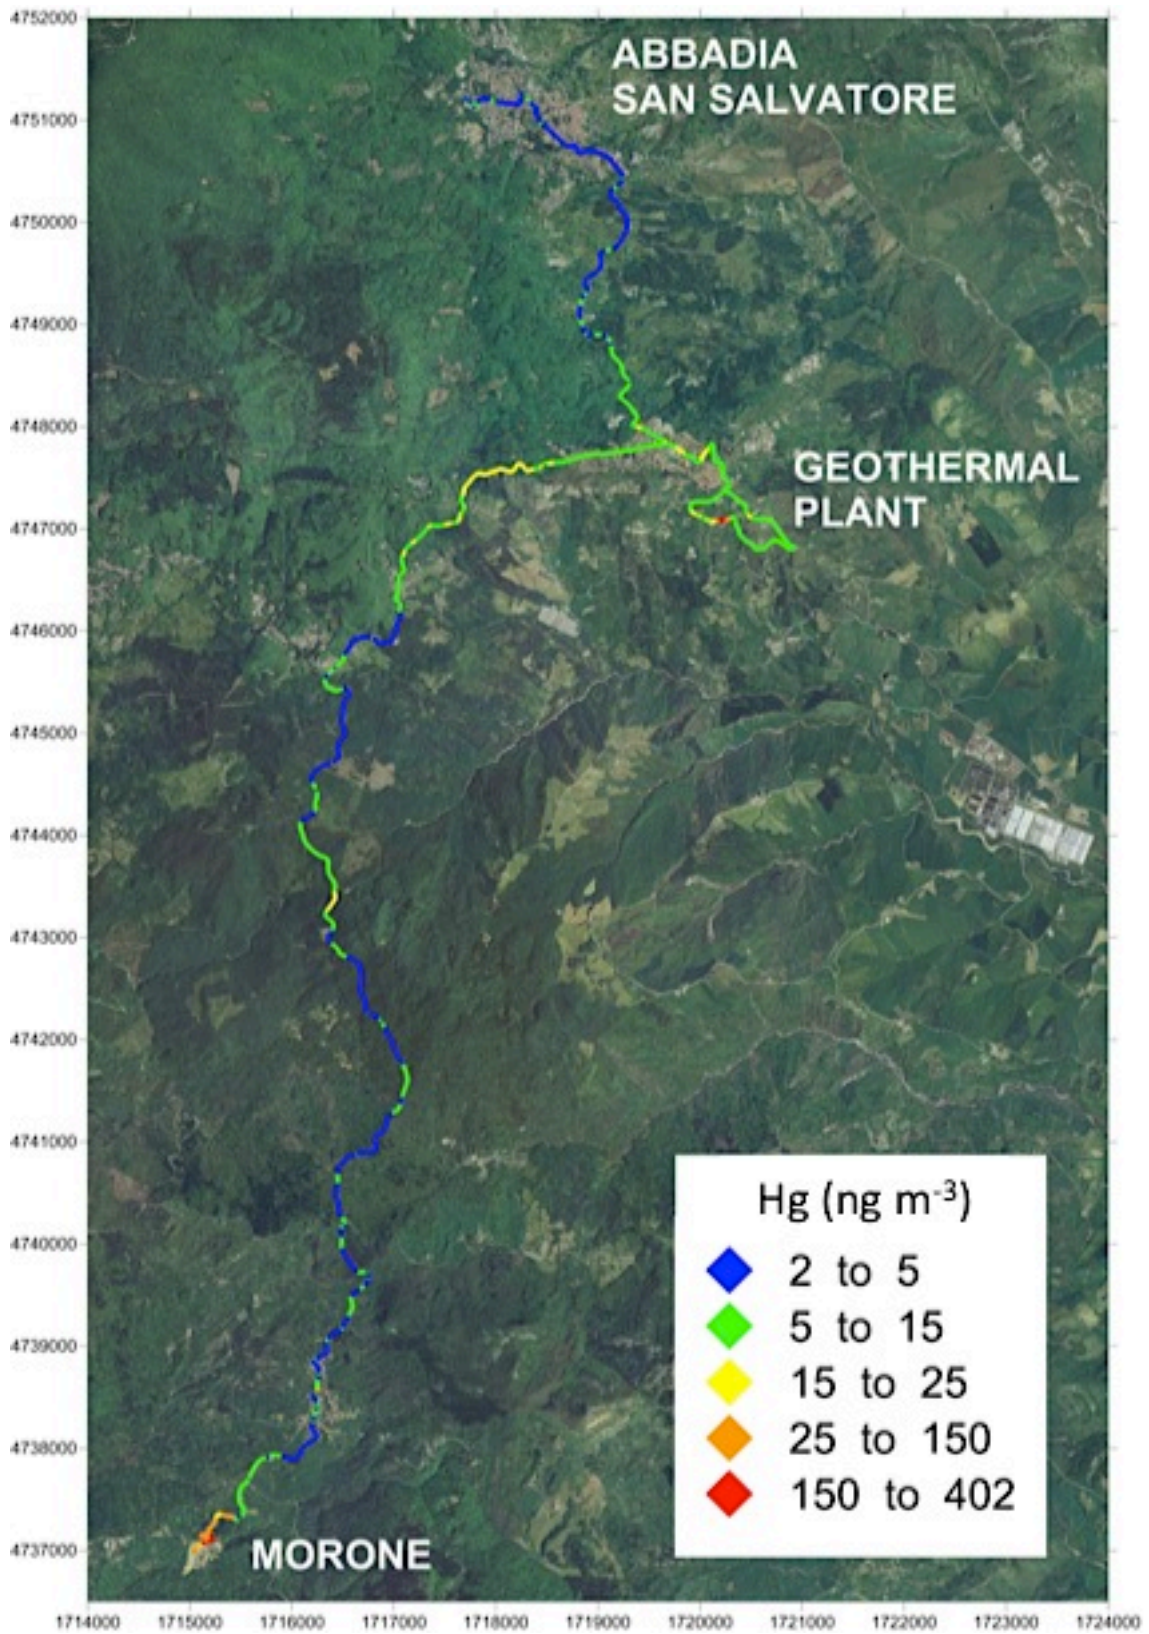 4752000
ABBADIA
SAN SALVATORE
4751000
4750000
4749000
4748000
GEOTHERMAL
PLANT
4747000
4746000
4745000
4744000
4743000
4742000
4741000
Hg (ng m-3)
2 to 5
5 to 15
15 to 25
25 to 150
150 to 402
4740000
4739000
4738000
4737000
MORONE
1714000 1715000 1716000 1717000 1718000 1719000 1720000 1721000 1722000 1723000 1724000